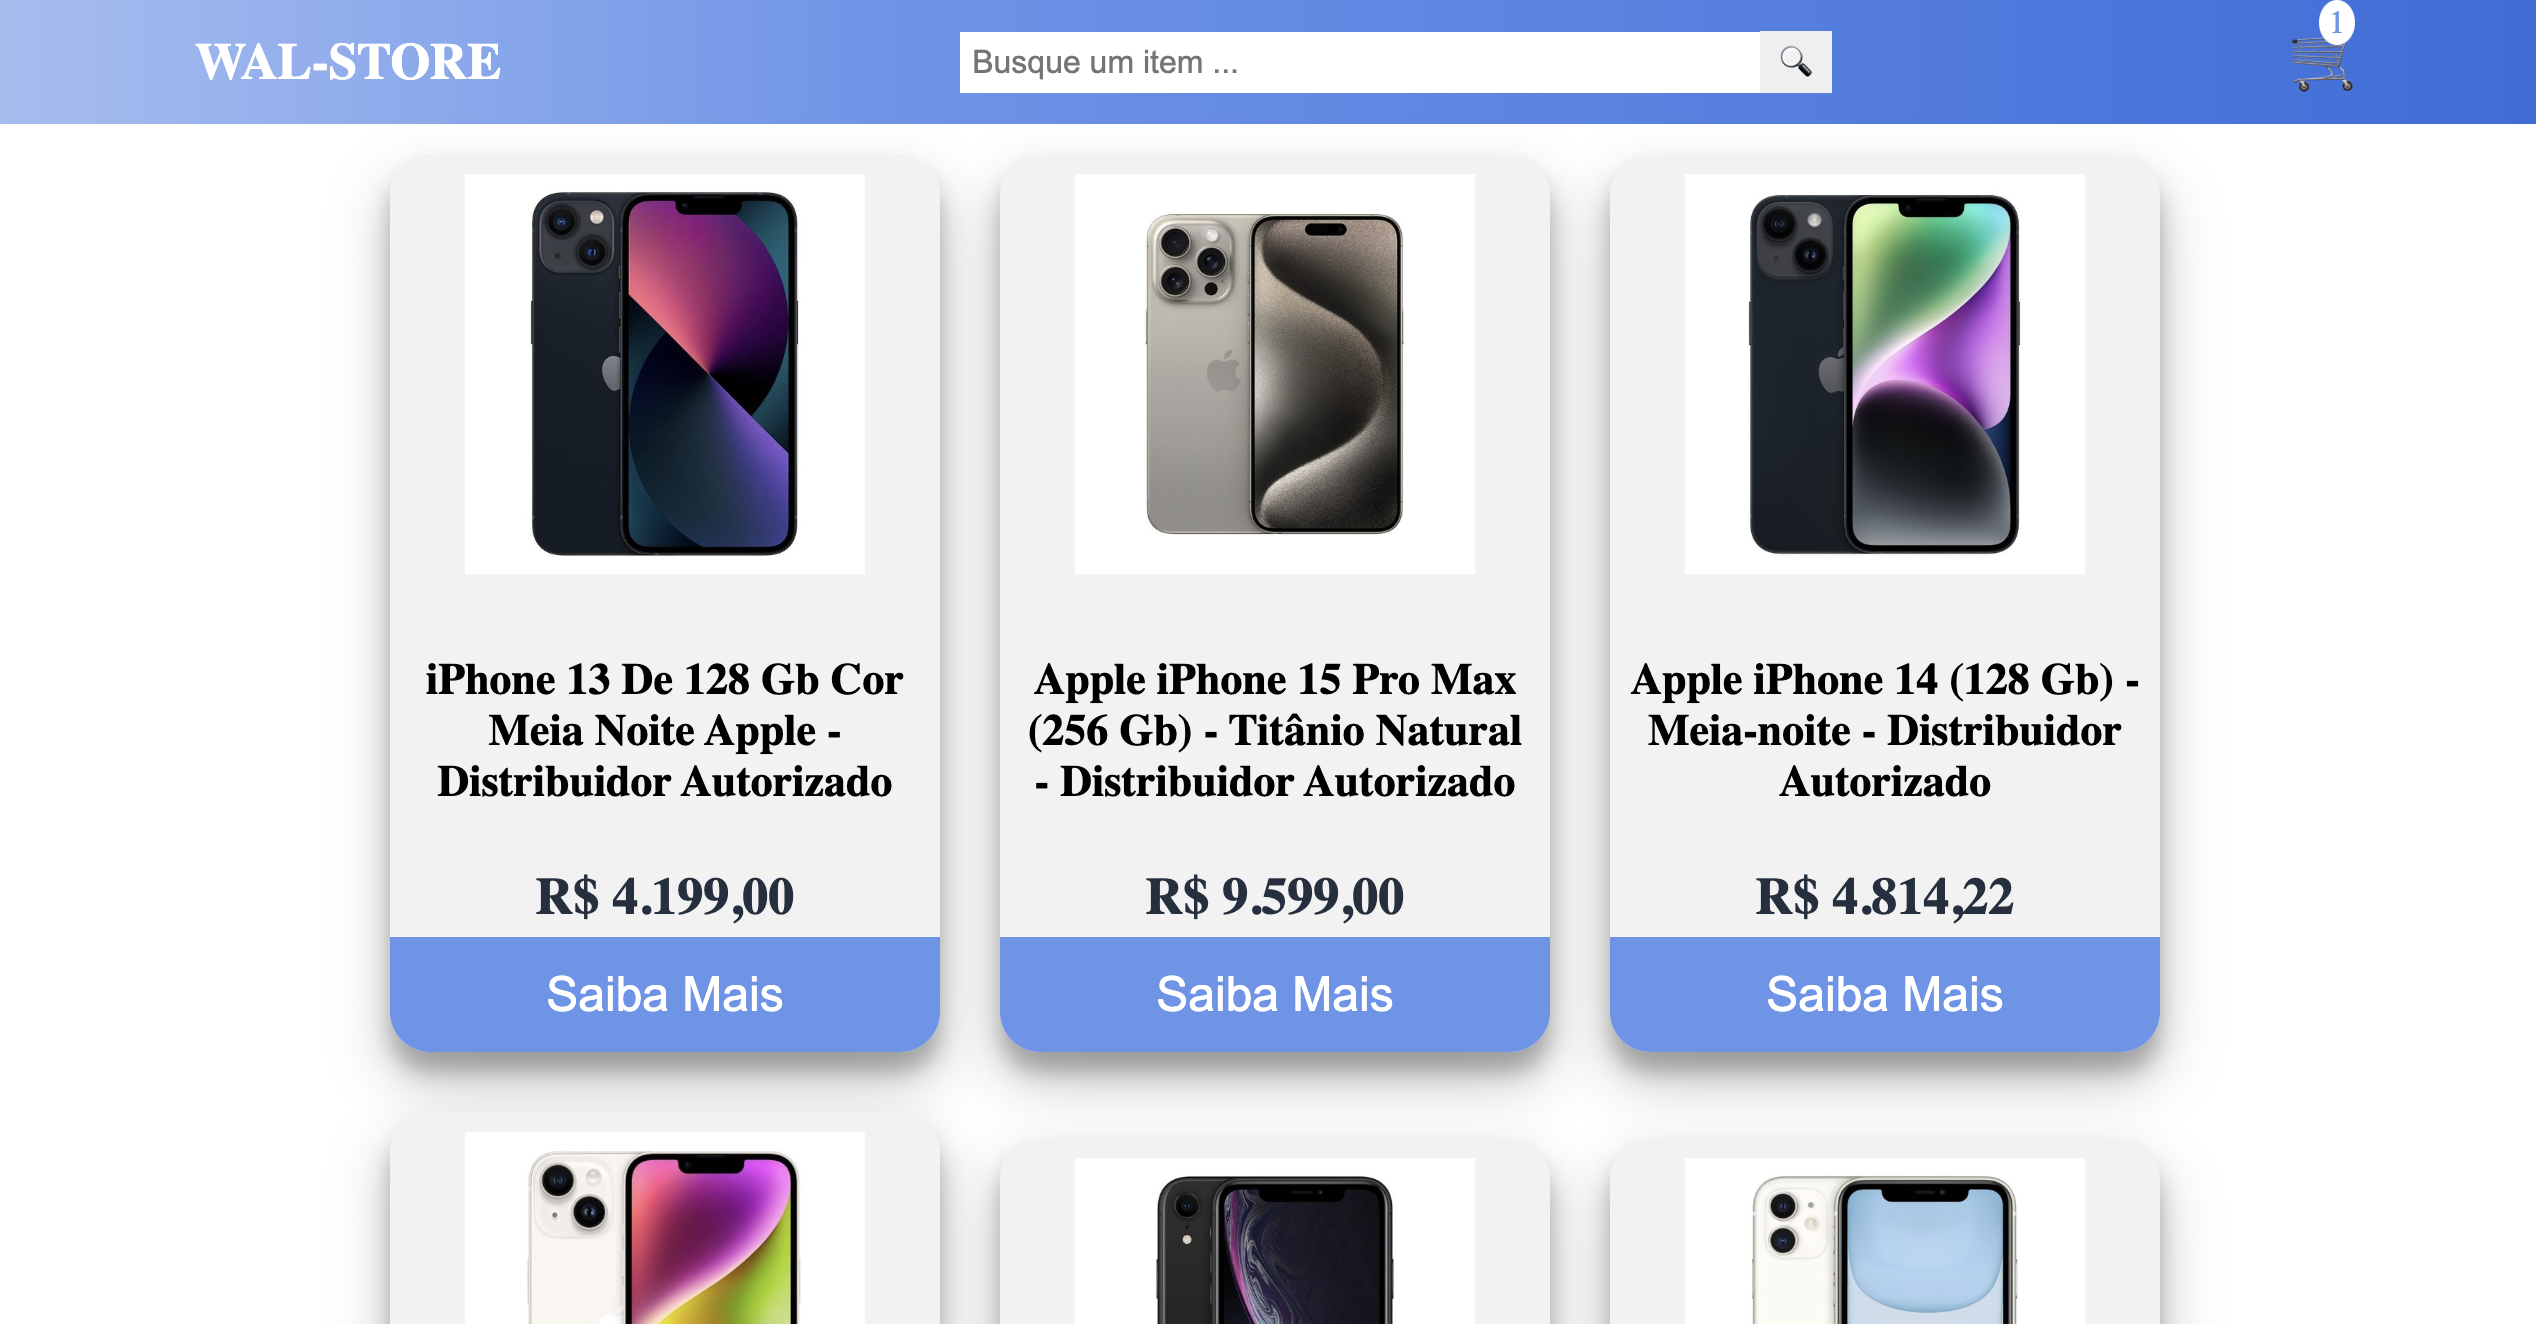 WAL-STORE
Busque um item ...
1
iPhone 13 De 128 Gb Cor
Meia Noite Apple -
Distribuidor Autorizado
R$ 4.199,00
Saiba Mais
Apple iPhone 15 Pro Max
(256 Gb) - Titânio Natural
- Distribuidor Autorizado
R$ 9.599,00
Saiba Mais
Apple iPhone 14 (128 Gb) -
Meia-noite - Distribuidor
Autorizado
R$ 4.814,22
Saiba Mais